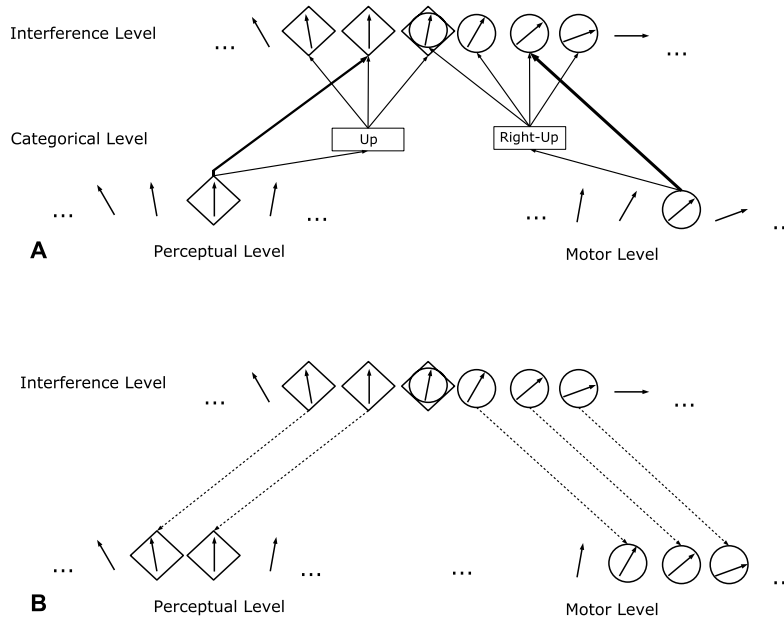 Interference Level
... ...
Categorical Level
Up
Right-Up
... ... ... ..
A
Perceptual Level
Motor Level
Interference Level
... ...
... ... ... ..
B
Perceptual Level
Motor Level